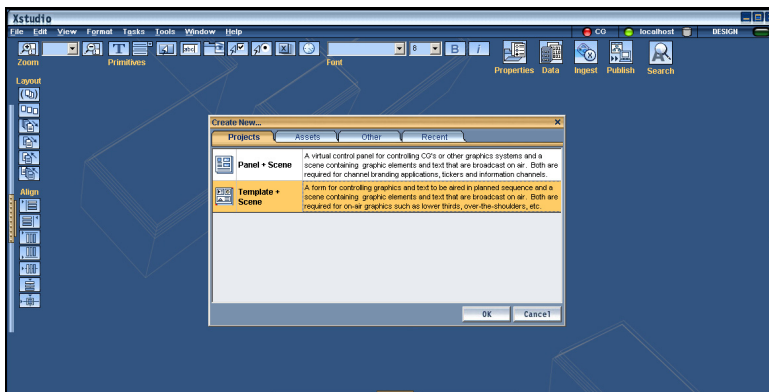 Xstudio
File Edit View Format Tasks Tools Window Help
CG localhost DESIGN
T abc 8 B i
Zoom Primitives Font Properties Data Ingest Publish Search
Layout
Align
Create New...
Projects Assets Other Recent
Panel + Scene
A virtual control panel for controlling CG's or other graphics systems and a
scene containing graphic elements and text that are broadcast on air. Both are
required for channel branding applications, tickers and information channels.
Template +
Scene
A form for controlling graphics and text to be aired in planned sequence and a
scene containing graphic elements and text that are broadcast on air. Both are
required for on-air graphics such as lower thirds, over-the-shoulders, etc.
OK Cancel